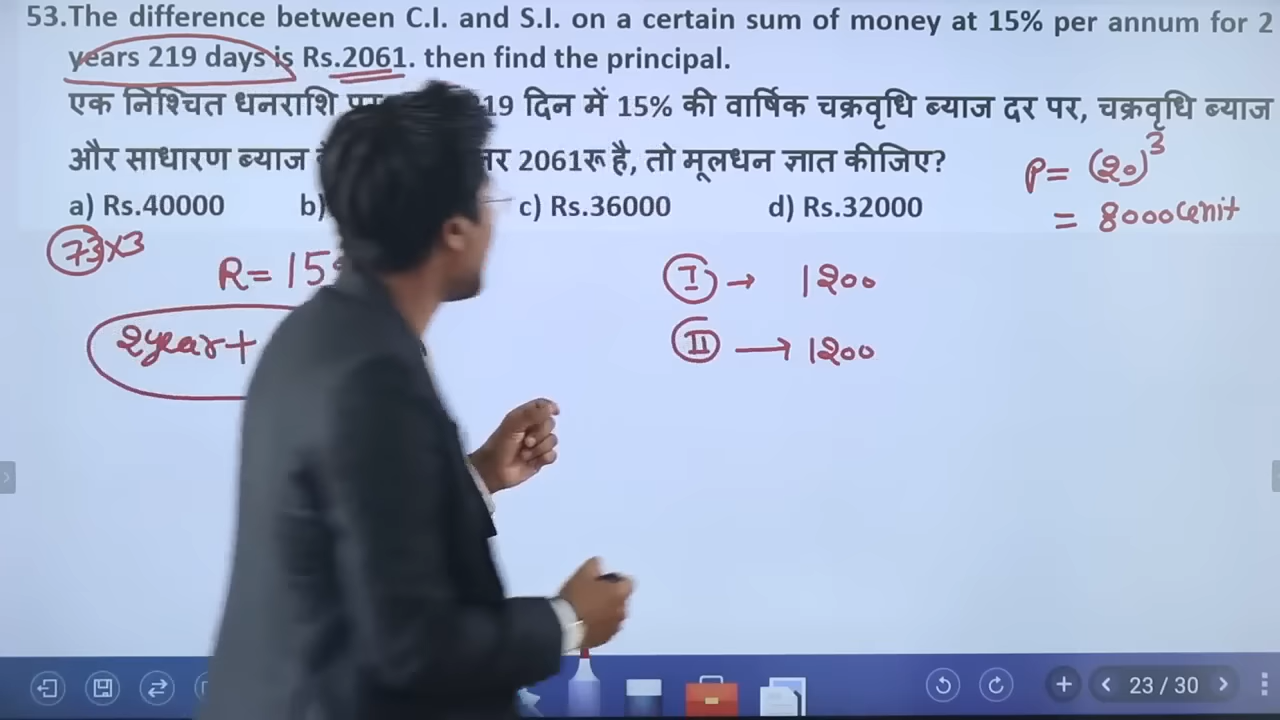 53.The difference between C.I. and S.I. on a certain sum of money at 15% per annum for 2
years 219 days is Rs.2061. then find the principal.
एक निश्चित धनराशि 19 दिन में 15% की वार्षिक चक्रवृधि ब्याज दर पर, चक्रवृधि ब्याज
और साधारण ब्याज 2061रू है, तो मूलधन ज्ञात कीजिए?
a) Rs.40000 b) c) Rs.36000 d) Rs.32000
P= (20)³
= 8000
73×3
R= 15
I → 1200
2year+
II → 1200
23 / 30